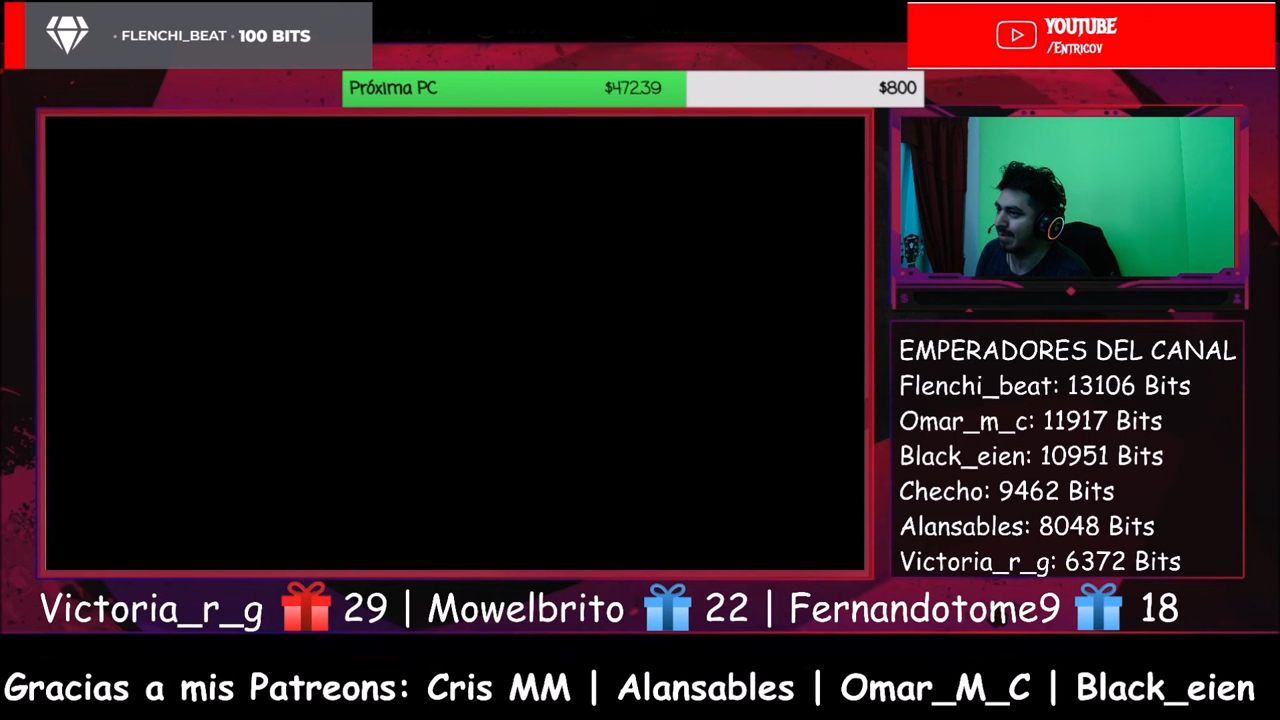 • FLENCHI_BEAT • 100 BITS
YOUTUBE
/ENTRICOV
Próxima PC $472.39 $800
EMPERADORES DEL CANAL
Flenchi_beat: 13106 Bits
Omar_m_c: 11917 Bits
Black_eien: 10951 Bits
Checho: 9462 Bits
Alansables: 8048 Bits
Victoria_r_g: 6372 Bits
Victoria_r_g 29 | Mowelbrito 22 | Fernandotome9 18
Gracias a mis Patreons: Cris MM | Alansables | Omar_M_C | Black_eien